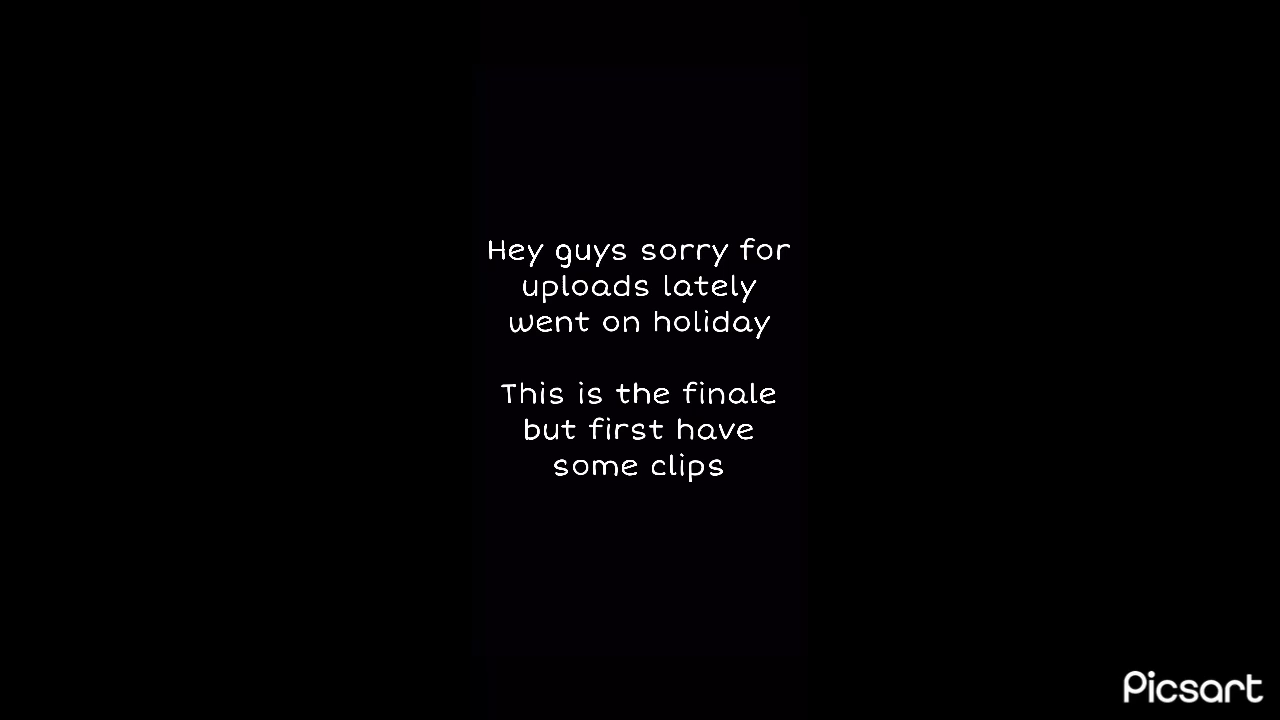 Hey guys sorry for
uploads lately
went on holiday
This is the finale
but first have
some clips
Picsart